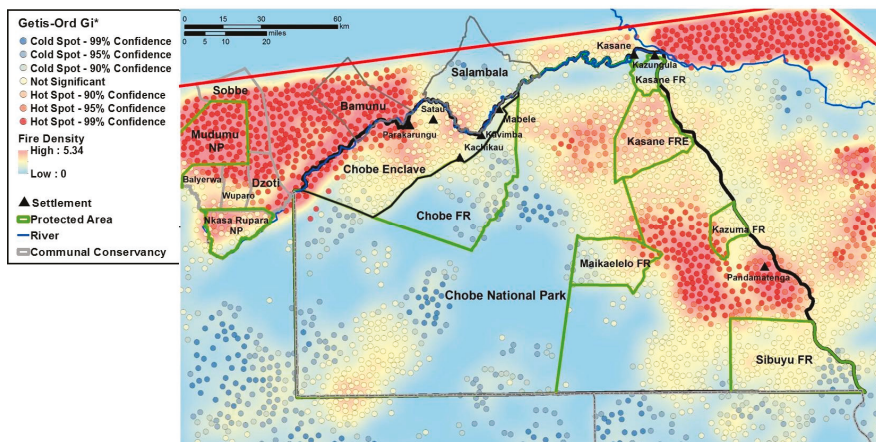 Getis-Ord Gi*
Cold Spot - 99% Confidence
Cold Spot - 95% Confidence
Cold Spot - 90% Confidence
Not Significant
Hot Spot - 90% Confidence
Hot Spot - 95% Confidence
Hot Spot - 99% Confidence
Fire Density
High : 5.34
Low : 0
Settlement
Protected Area
River
Communal Conservancy
0 10 20 40 60
km
miles
0 5 10 20
Kasane
Kazungula
Kasane FR
Salambala
Sobbe
Bamunu
Satau
Mabele
Mudumu
NP
Parakarungu
Kavimba
Kasane FRE
Kachikau
Chobe Enclave
Balyerwa
Dzoti
Wuparo
Nkasa Rupara
NP
Chobe FR
Kazuma FR
Maikaelelo FR
Pandamatenga
Chobe National Park
Sibuyu FR